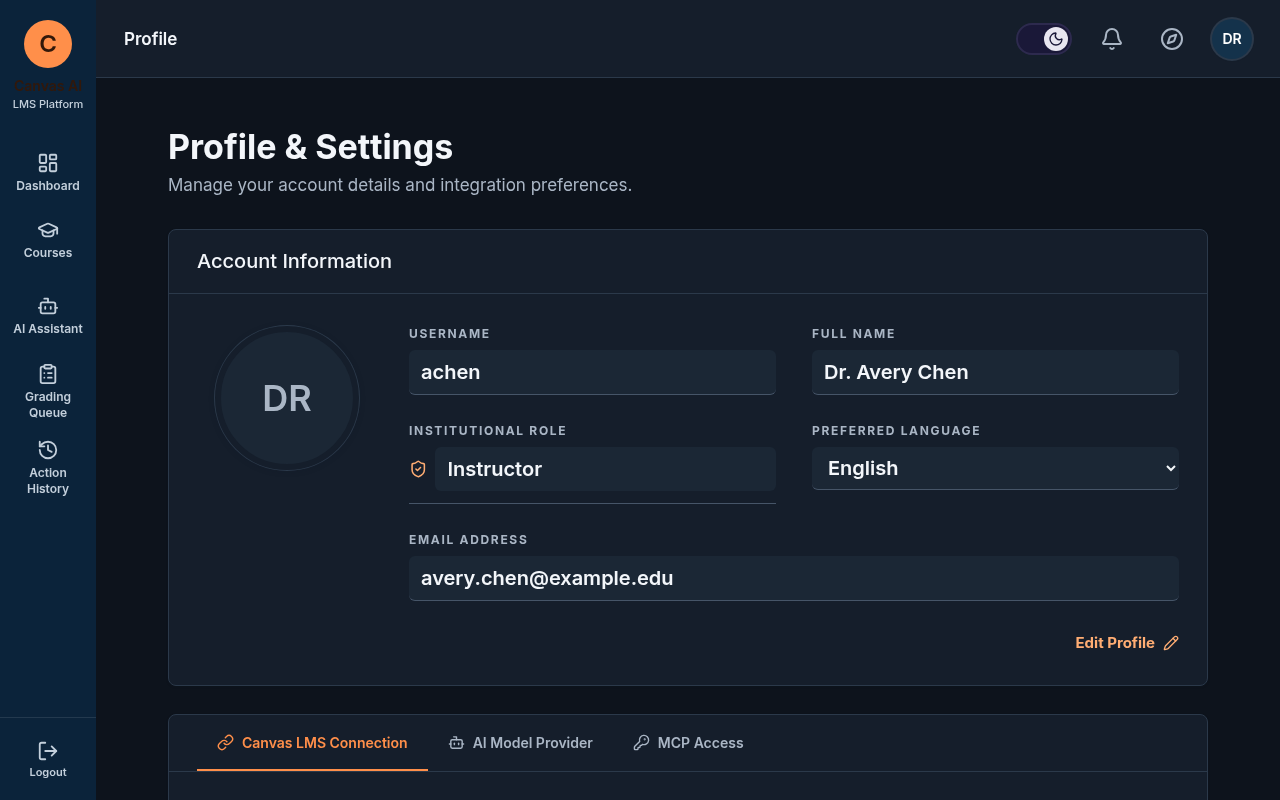 C
Canvas AI
LMS Platform
Dashboard
Courses
AI Assistant
Grading
Queue
Action
History
Logout
Profile
DR
Profile & Settings
Manage your account details and integration preferences.
Account Information
DR
USERNAME
achen
FULL NAME
Dr. Avery Chen
INSTITUTIONAL ROLE
Instructor
PREFERRED LANGUAGE
English
EMAIL ADDRESS
avery.chen@example.edu
Edit Profile
Canvas LMS Connection
AI Model Provider
MCP Access